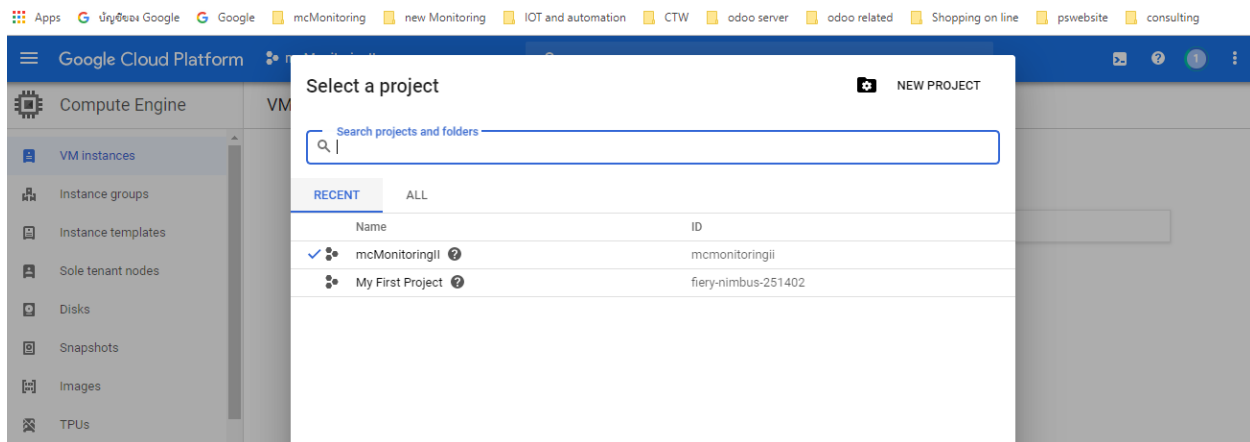 Apps บัญชีของ Google Google mcMonitoring new Monitoring IOT and automation CTW odoo server odoo related Shopping on line pswebsite consulting
Google Cloud Platform
1
Select a project
NEW PROJECT
Compute Engine
VM
Search projects and folders
VM instances
Instance groups
RECENT ALL
Name ID
Instance templates
mcMonitoringII mcmonitoringii
Sole tenant nodes
My First Project fiery-nimbus-251402
Disks
Snapshots
Images
TPUs